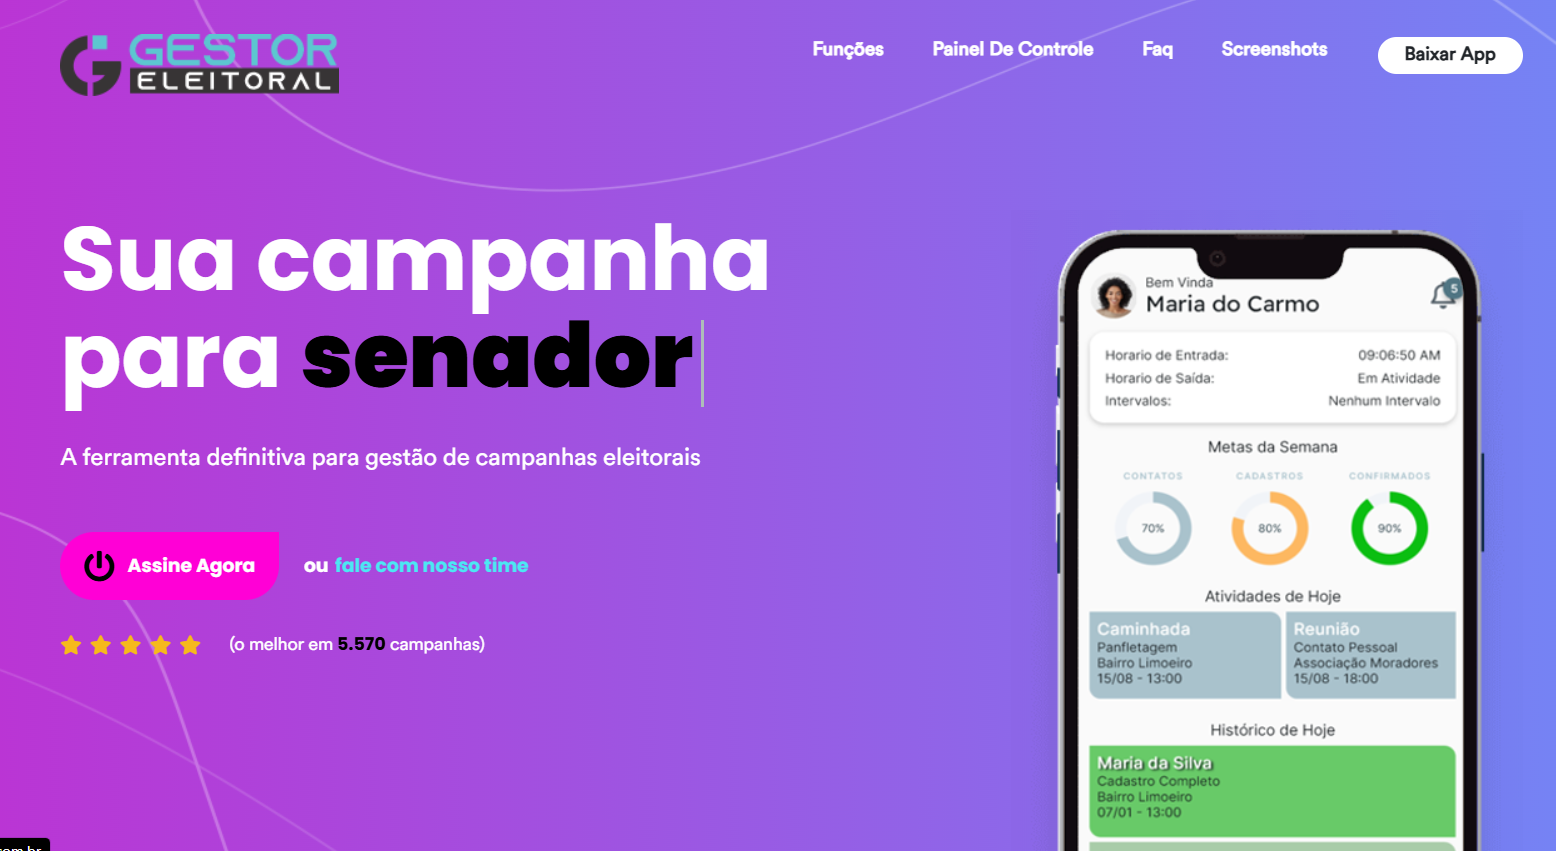 GESTOR
ELEITORAL
Funções
Painel De Controle
Faq
Screenshots
Baixar App
Sua campanha
para senador
A ferramenta definitiva para gestão de campanhas eleitorais
Assine Agora
ou fale com nosso time
(o melhor em 5.570 campanhas)
Bem Vinda
Maria do Carmo
5
Horario de Entrada: 09:06:50 AM
Horario de Saída: Em Atividade
Intervalos: Nenhum Intervalo
Metas da Semana
CONTATOS CADASTROS CONFIRMADOS
70% 80% 90%
Atividades de Hoje
Caminhada
Panfletagem
Bairro Limoeiro
15/08 - 13:00
Reunião
Contato Pessoal
Associação Moradores
15/08 - 18:00
Histórico de Hoje
Maria da Silva
Cadastro Completo
Bairro Limoeiro
07/01 - 13:00